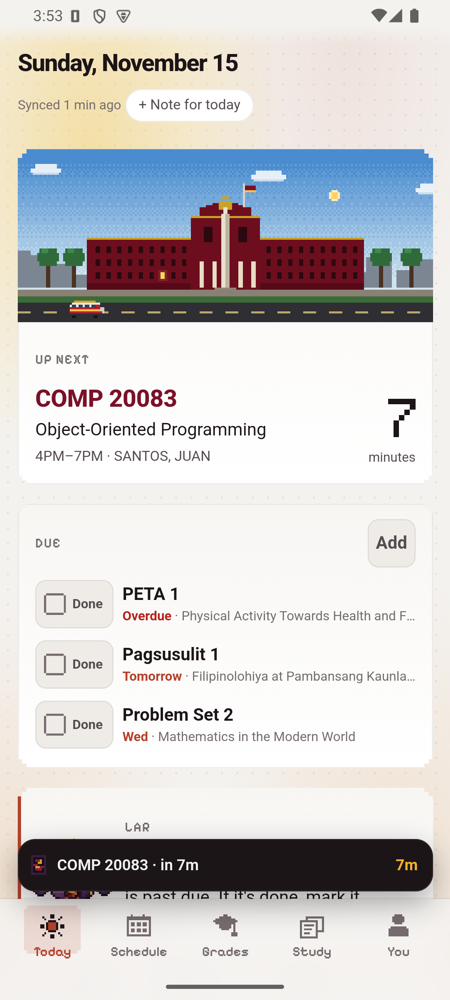 3:53
Sunday, November 15
Synced 1 min ago
+ Note for today
UP NEXT
COMP 20083
Object-Oriented Programming
4PM–7PM · SANTOS, JUAN
7
minutes
DUE
Add
Done
PETA 1
Overdue · Physical Activity Towards Health and F…
Done
Pagsusulit 1
Tomorrow · Filipinolohiya at Pambansang Kaunla…
Done
Problem Set 2
Wed · Mathematics in the Modern World
LAR
COMP 20083 · in 7m
7m
is past due. If it's done, mark it
Today
Schedule
Grades
Study
You